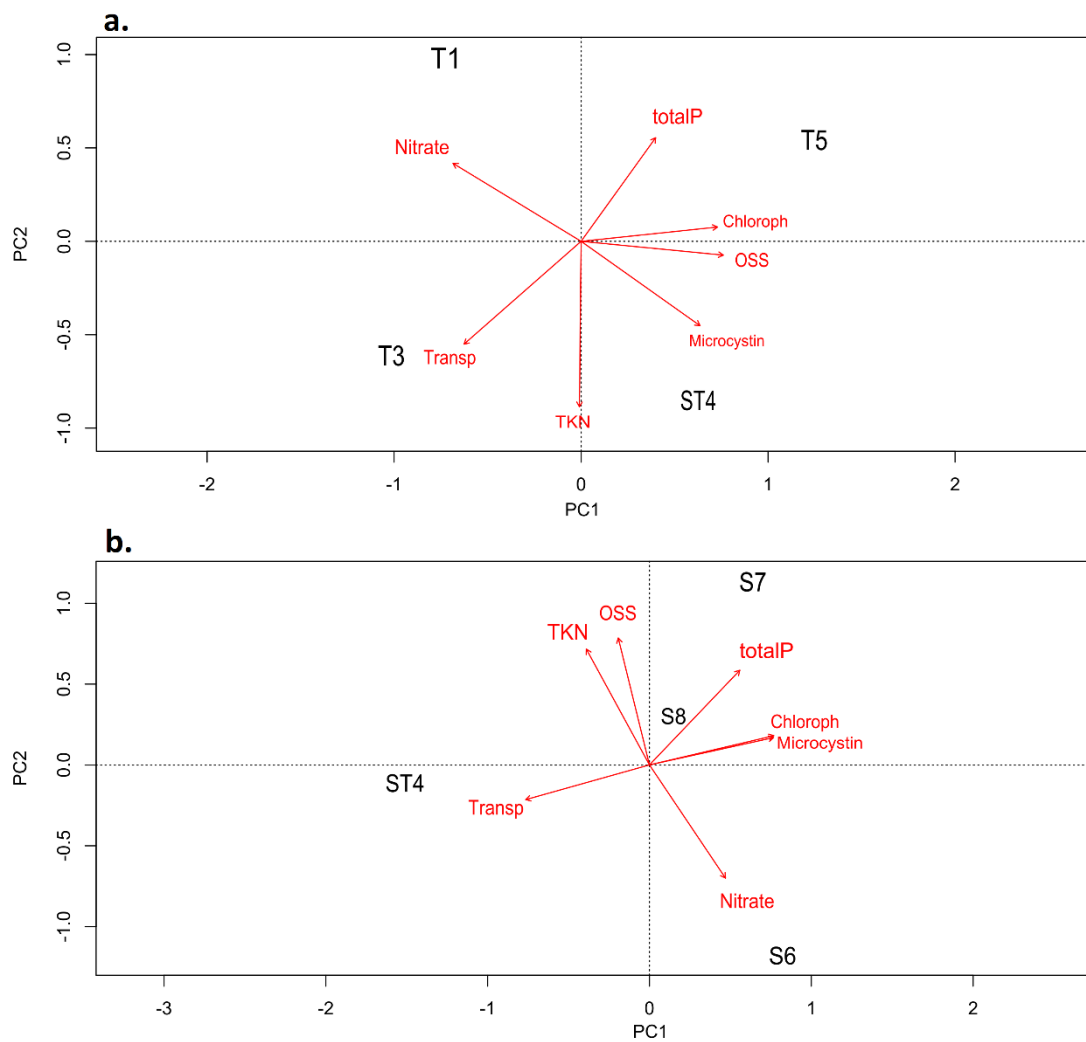 a.
T1
1.0
totalP
T5
Nitrate
0.5
Chloroph
0.0
OSS
PC2
Microcystin
-0.5
T3
Transp
ST4
TKN
-1.0
-2 -1 0 1 2
PC1
b.
S7
1.0
OSS
TKN
totalP
0.5
S8
Chloroph
Microcystin
0.0
PC2
ST4
Transp
-0.5
Nitrate
-1.0
S6
-3 -2 -1 0 1 2
PC1